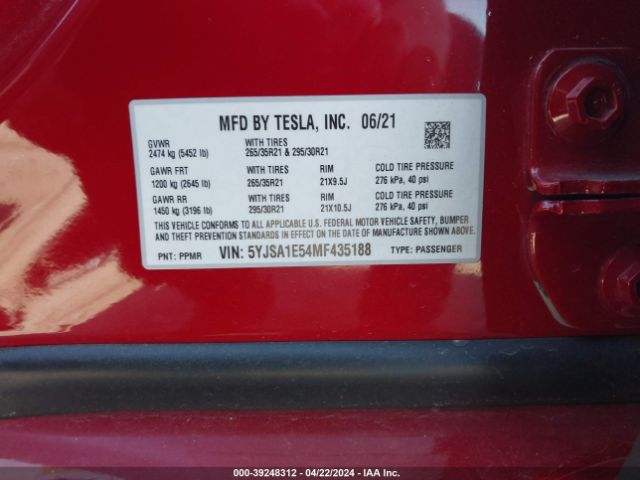 MFD BY TESLA, INC. 06/21
GVWR WITH TIRES
2474 kg (5452 lb) 265/35R21 & 295/30R21
GAWR FRT WITH TIRES RIM COLD TIRE PRESSURE
1200 kg (2645 lb) 265/35R21 21X9.5J 276 kPa, 40 psi
GAWR RR WITH TIRES RIM COLD TIRE PRESSURE
1450 kg (3196 lb) 295/30R21 21X10.5J 276 kPa, 40 psi
THIS VEHICLE CONFORMS TO ALL APPLICABLE U.S. FEDERAL MOTOR VEHICLE SAFETY, BUMPER
AND THEFT PREVENTION STANDARDS IN EFFECT ON THE DATE OF MANUFACTURE SHOWN ABOVE.
PNT: PPMR VIN: 5YJSA1E54MF435188 TYPE: PASSENGER
000-39248312 - 04/22/2024 - IAA Inc.